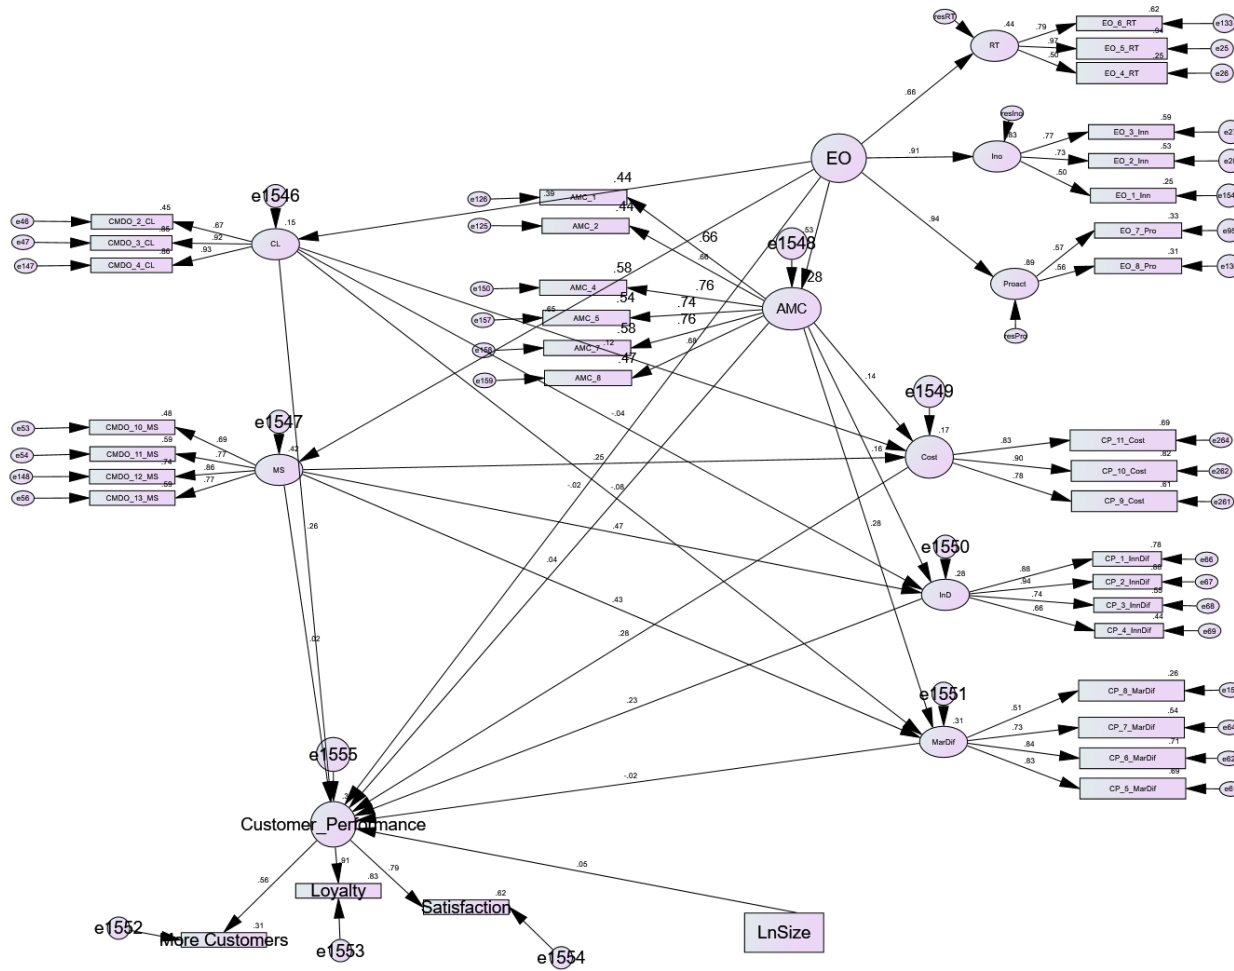 resRT
.44
.79
.97
.50
RT
EO_6_RT
.62
e133
EO_5_RT
.94
e25
EO_4_RT
.25
e26
.66
resIno
.83
Ino
.77
.73
.50
EO_3_Inn
.59
EO_2_Inn
.53
EO_1_Inn
.25
e154
EO
.91
.94
.89
Proact
resPro
.57
.56
EO_7_Pro
.33
e95
EO_8_Pro
.31
e1546
.15
CL
e46
CMDO_2_CL
.45
.67
e47
CMDO_3_CL
.85
.92
e147
CMDO_4_CL
.86
.93
.39
.44
e126
AMC_1
.44
e125
AMC_2
.66
.66
.53
e1548
.28
AMC
.58
e150
AMC_4
.76
.54
e157
AMC_5
.74
.65
.58
e158
AMC_7
.76
.12
.47
e159
AMC_8
.68
.14
e1549
.17
Cost
-.04
.16
.83
.90
.78
CP_11_Cost
.69
e264
CP_10_Cost
.82
e262
CP_9_Cost
.61
e261
e1547
.42
MS
e53
CMDO_10_MS
.48
.69
e54
CMDO_11_MS
.59
.77
e148
CMDO_12_MS
.74
.86
e56
CMDO_13_MS
.59
.77
.25
-.02
-.08
.26
.47
.28
.04
.43
.02
.28
.23
-.02
e1550
.28
InD
.88
.94
.74
.66
CP_1_InnDif
.78
e66
CP_2_InnDif
.88
e67
CP_3_InnDif
.55
e68
CP_4_InnDif
.44
e69
e1551
.31
MarDif
.51
.73
.84
.83
CP_8_MarDif
.26
CP_7_MarDif
.54
CP_6_MarDif
.71
CP_5_MarDif
.69
e1555
Customer_Performance
.56
.91
.79
.05
Loyalty
.83
Satisfaction
.62
More Customers
.31
e1552
e1553
e1554
LnSize